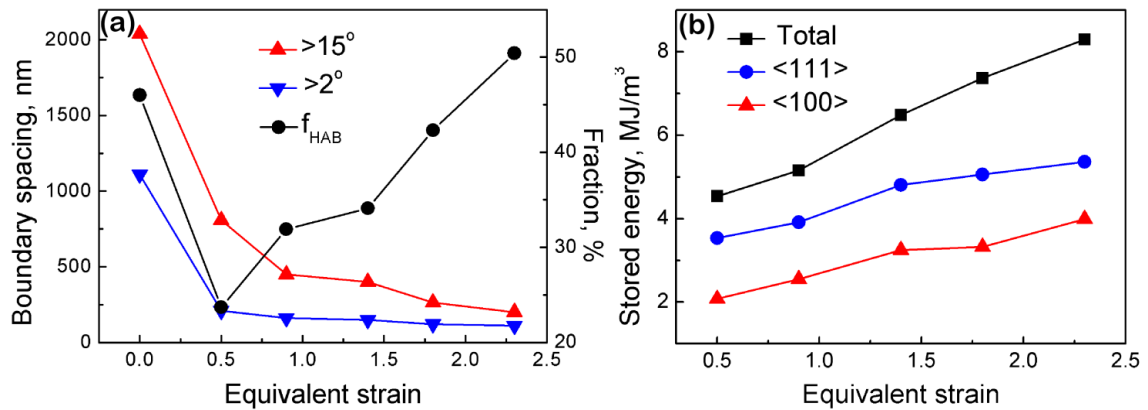 (a)
>15°
>2°
fHAB
2000
1500
1000
500
0
Boundary spacing, nm
50
40
30
20
Fraction, %
0.0 0.5 1.0 1.5 2.0 2.5
Equivalent strain
(b)
Total
<111>
<100>
8
6
4
2
Stored energy, MJ/m³
0.5 1.0 1.5 2.0 2.5
Equivalent strain